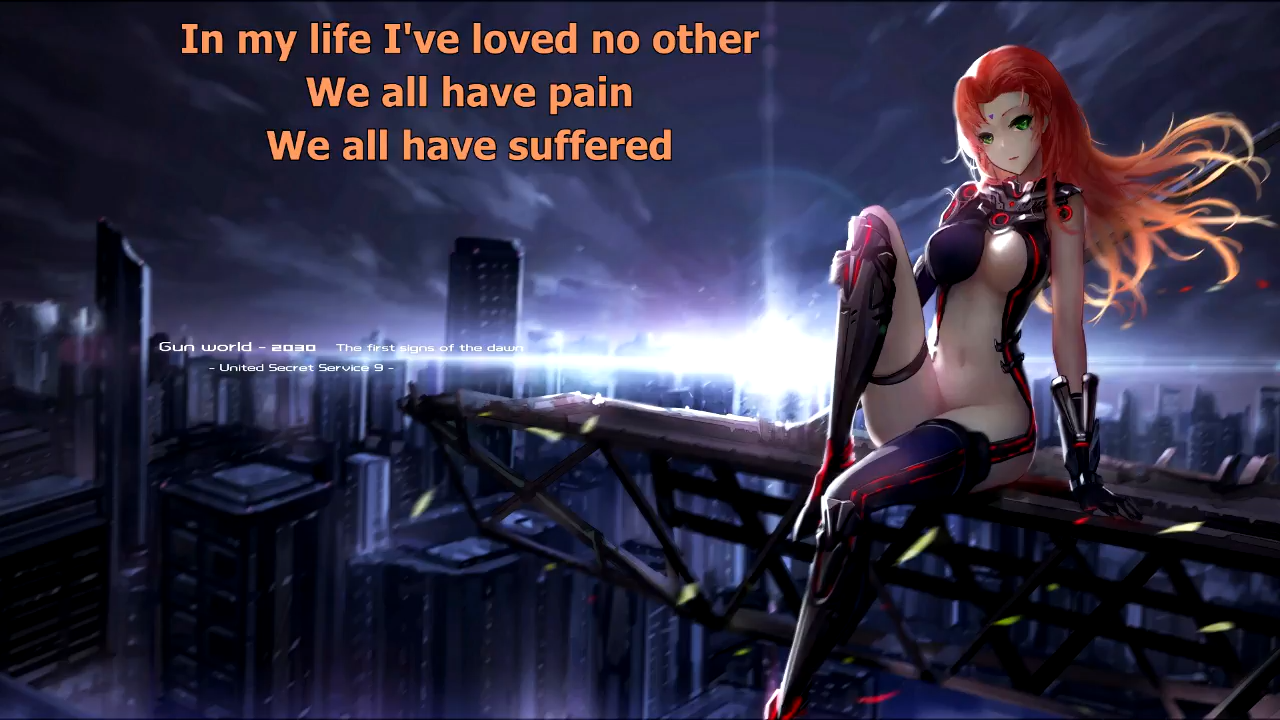 In my life I've loved no other
We all have pain
We all have suffered
Gun world - 2030 The first signs of the dawn
- United Secret Service 9 -